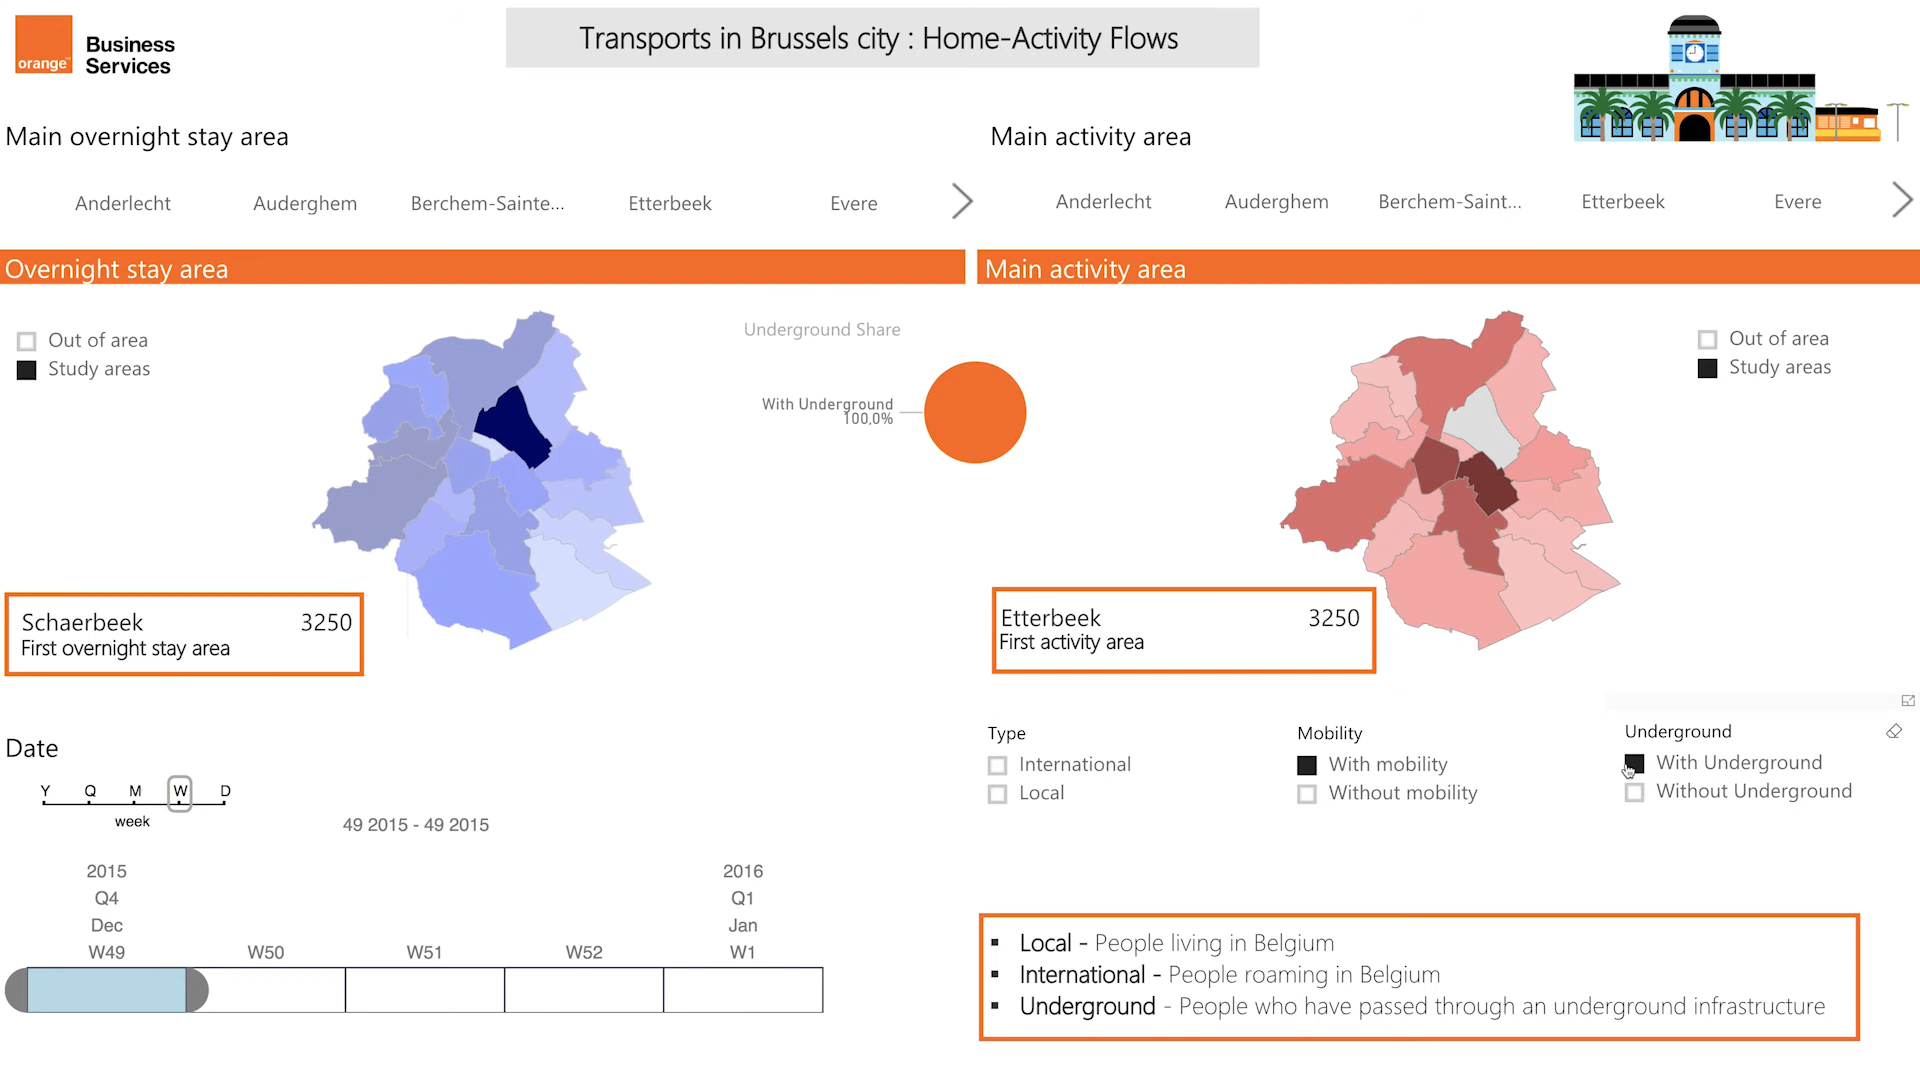 orange™
Business
Services
Transports in Brussels city : Home-Activity Flows
Main overnight stay area
Main activity area
Anderlecht Auderghem Berchem-Sainte... Etterbeek Evere
Anderlecht Auderghem Berchem-Saint... Etterbeek Evere
Overnight stay area
Main activity area
Out of area
Study areas
Underground Share
With Underground
100,0%
Out of area
Study areas
Schaerbeek 3250
First overnight stay area
Etterbeek 3250
First activity area
Date
Y Q M W D
week
49 2015 - 49 2015
2015 2016
Q4 Q1
Dec Jan
W49 W50 W51 W52 W1
Type
International
Local
Mobility
With mobility
Without mobility
Underground
With Underground
Without Underground
▪ Local - People living in Belgium
▪ International - People roaming in Belgium
▪ Underground - People who have passed through an underground infrastructure